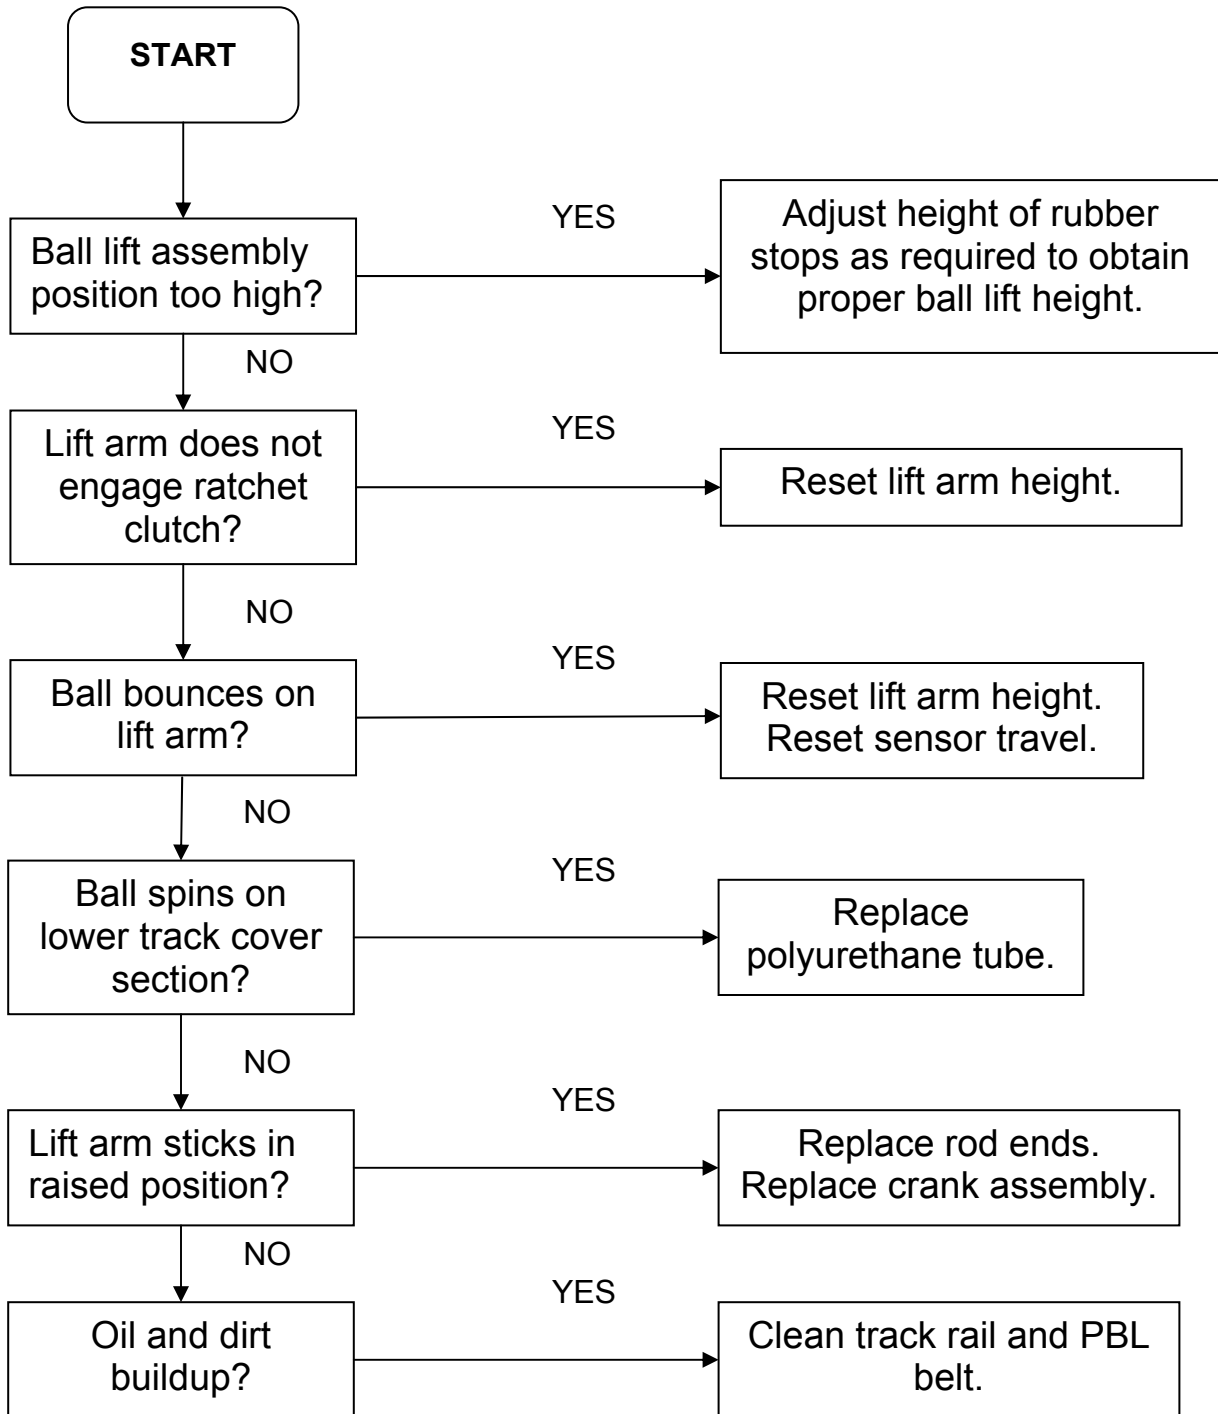 START
YES
Ball lift assembly
position too high?
Adjust height of rubber
stops as required to obtain
proper ball lift height.
NO
YES
Lift arm does not
engage ratchet
clutch?
Reset lift arm height.
NO
YES
Ball bounces on
lift arm?
Reset lift arm height.
Reset sensor travel.
NO
YES
Ball spins on
lower track cover
section?
Replace
polyurethane tube.
NO
YES
Lift arm sticks in
raised position?
Replace rod ends.
Replace crank assembly.
NO
YES
Oil and dirt
buildup?
Clean track rail and PBL
belt.